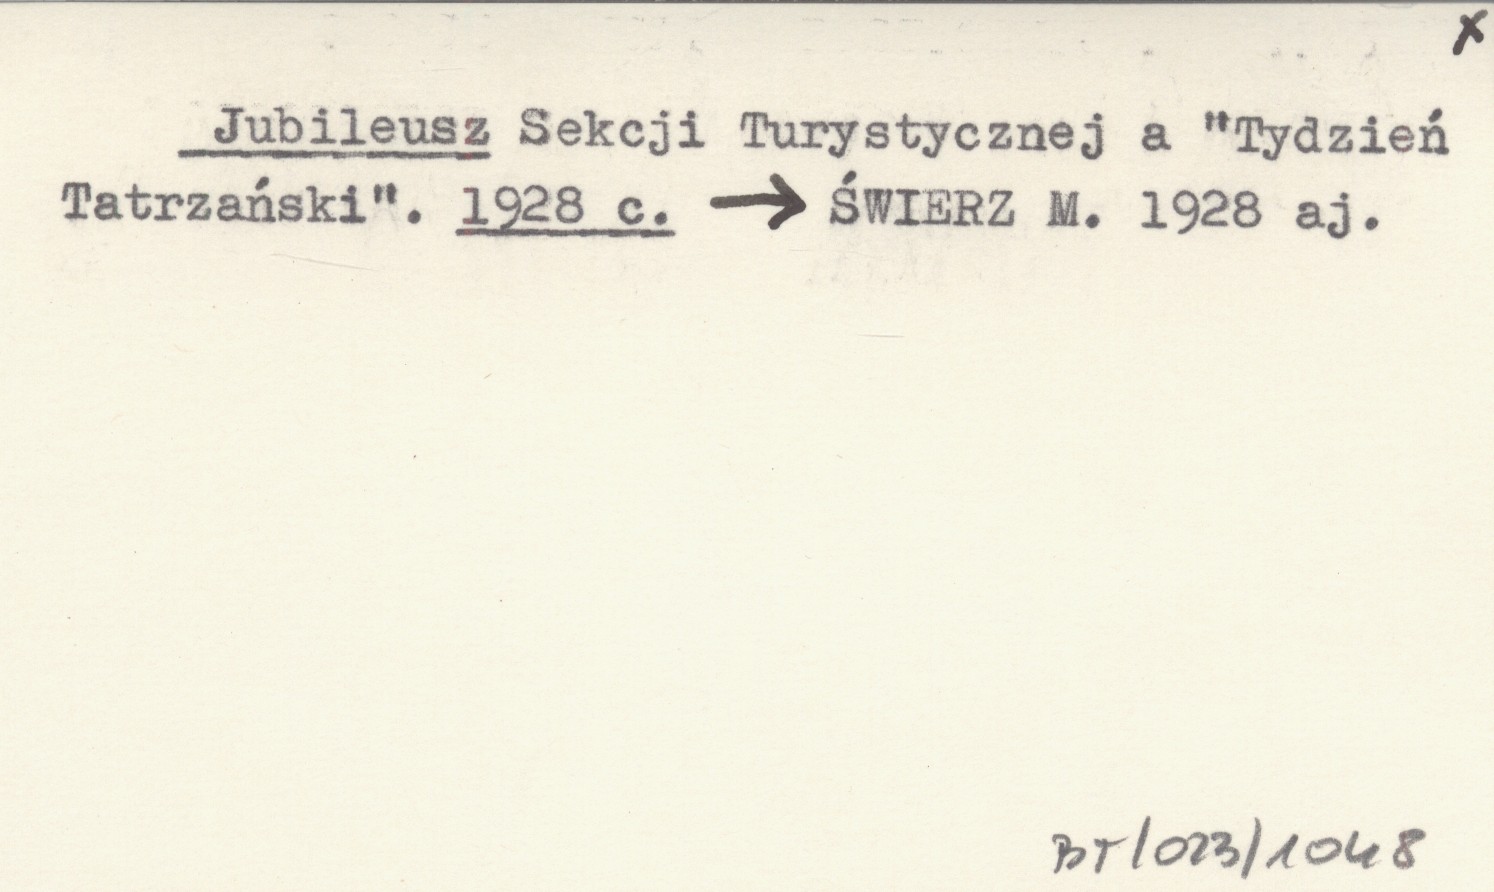 x
Jubileusz Sekcji Turystycznej a "Tydzień
Tatrzański". 1928 c. → ŚWIERZ M. 1928 aj.
BT/023/1048